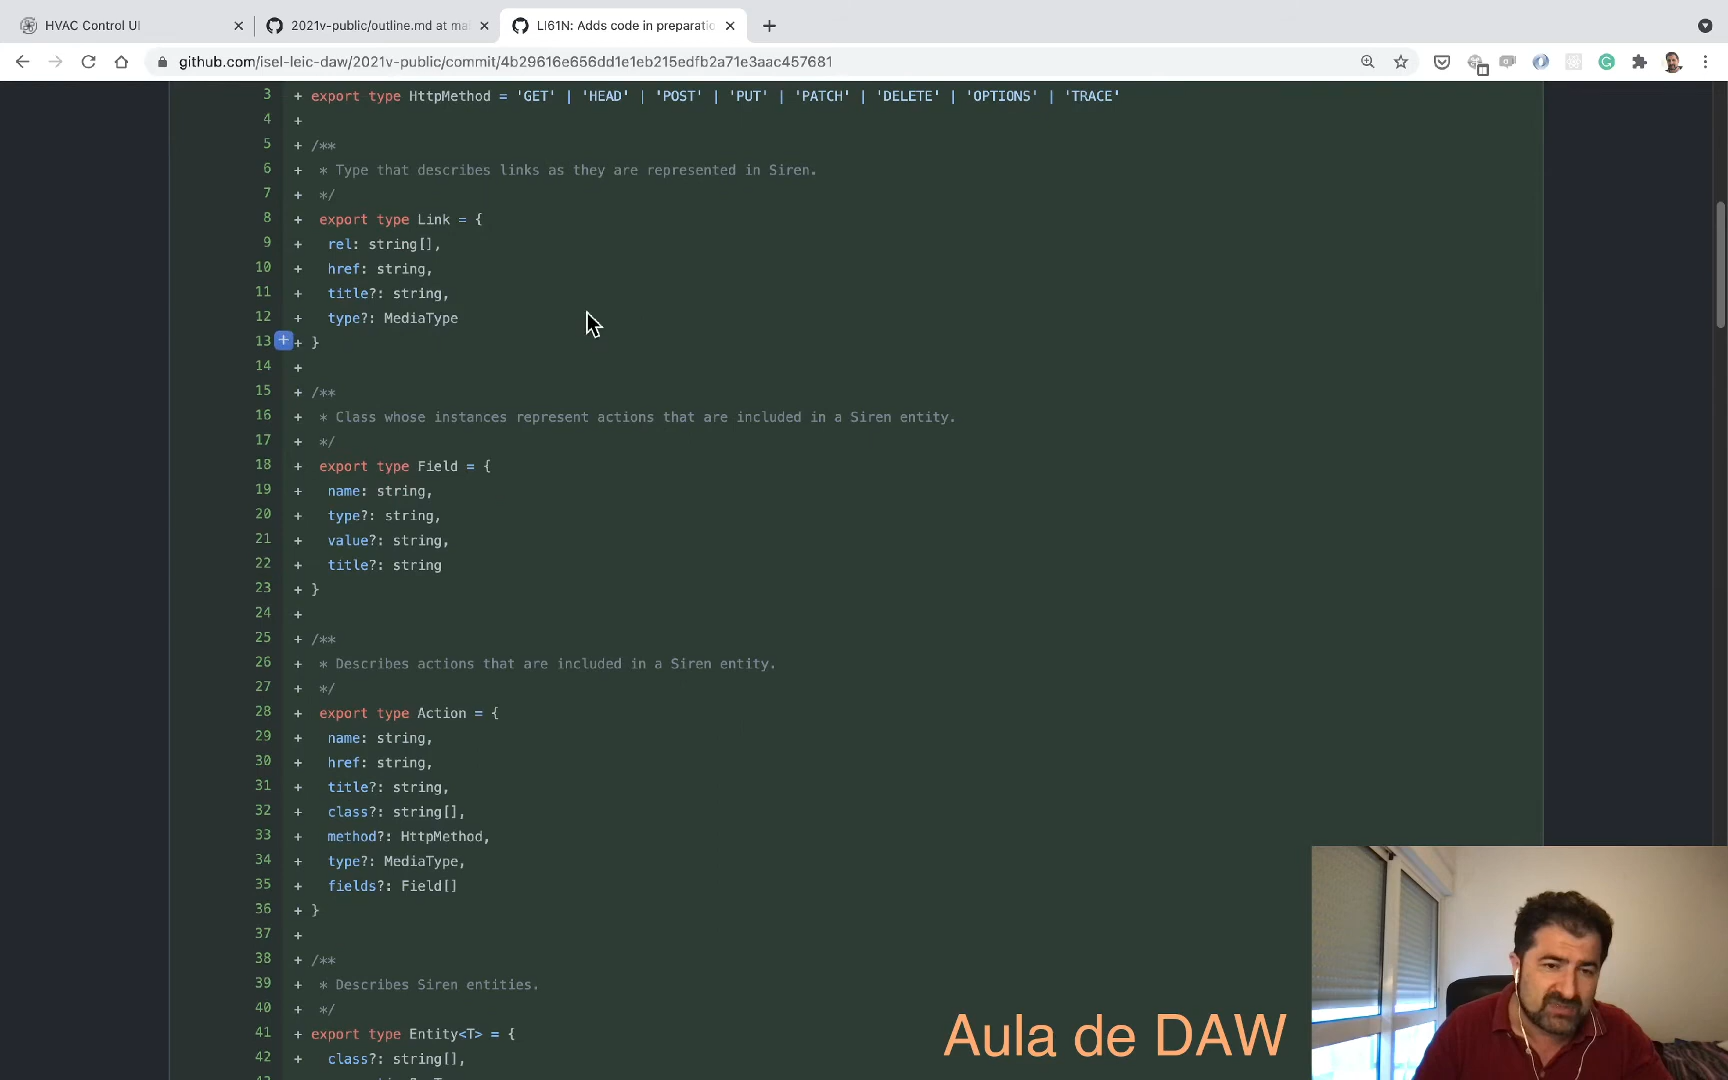 HVAC Control UI
2021v-public/outline.md at ma
LI61N: Adds code in preparatio
github.com/isel-leic-daw/2021v-public/commit/4b29616e656dd1e1eb215edfb2a71e3aac457681
3 + export type HttpMethod = 'GET' | 'HEAD' | 'POST' | 'PUT' | 'PATCH' | 'DELETE' | 'OPTIONS' | 'TRACE'
4 +
5 + /**
6 + * Type that describes links as they are represented in Siren.
7 + */
8 + export type Link = {
9 + rel: string[],
10 + href: string,
11 + title?: string,
12 + type?: MediaType
13 + + }
14 +
15 + /**
16 + * Class whose instances represent actions that are included in a Siren entity.
17 + */
18 + export type Field = {
19 + name: string,
20 + type?: string,
21 + value?: string,
22 + title?: string
23 + }
24 +
25 + /**
26 + * Describes actions that are included in a Siren entity.
27 + */
28 + export type Action = {
29 + name: string,
30 + href: string,
31 + title?: string,
32 + class?: string[],
33 + method?: HttpMethod,
34 + type?: MediaType,
35 + fields?: Field[]
36 + }
37 +
38 + /**
39 + * Describes Siren entities.
40 + */
41 + export type Entity<T> = {
42 + class?: string[],
Aula de DAW